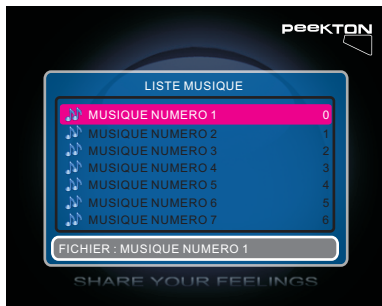 PEEKTON
LISTE MUSIQUE
MUSIQUE NUMERO 1 0
MUSIQUE NUMERO 2 1
MUSIQUE NUMERO 3 2
MUSIQUE NUMERO 4 3
MUSIQUE NUMERO 5 4
MUSIQUE NUMERO 6 5
MUSIQUE NUMERO 7 6
FICHIER : MUSIQUE NUMERO 1
SHARE YOUR FEELINGS